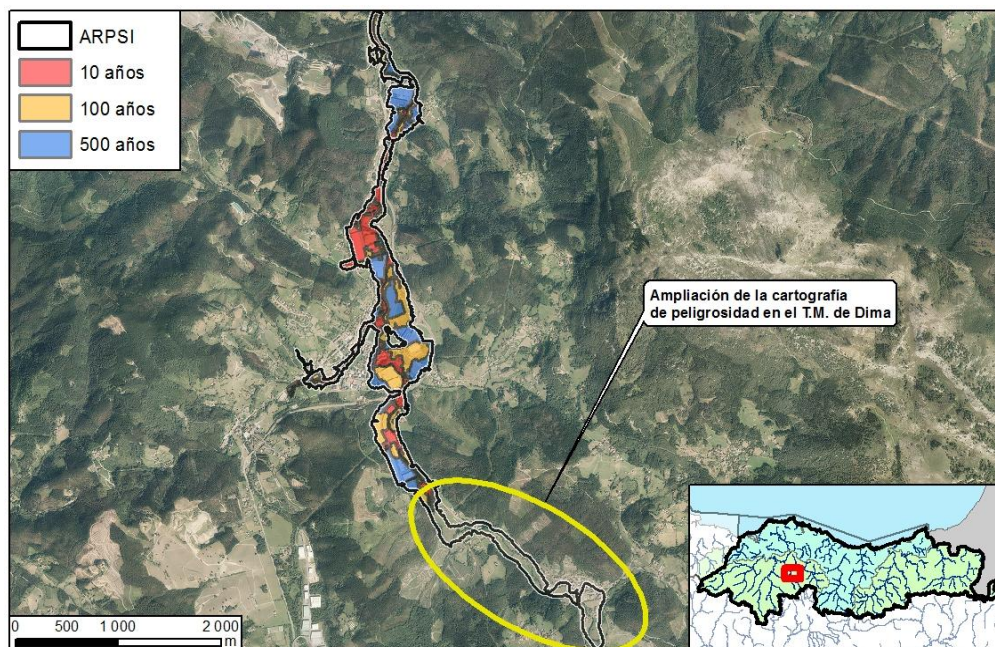 ARPSI
10 años
100 años
500 años
Ampliación de la cartografía
de peligrosidad en el T.M. de Dima
0 500 1 000 2 000
m